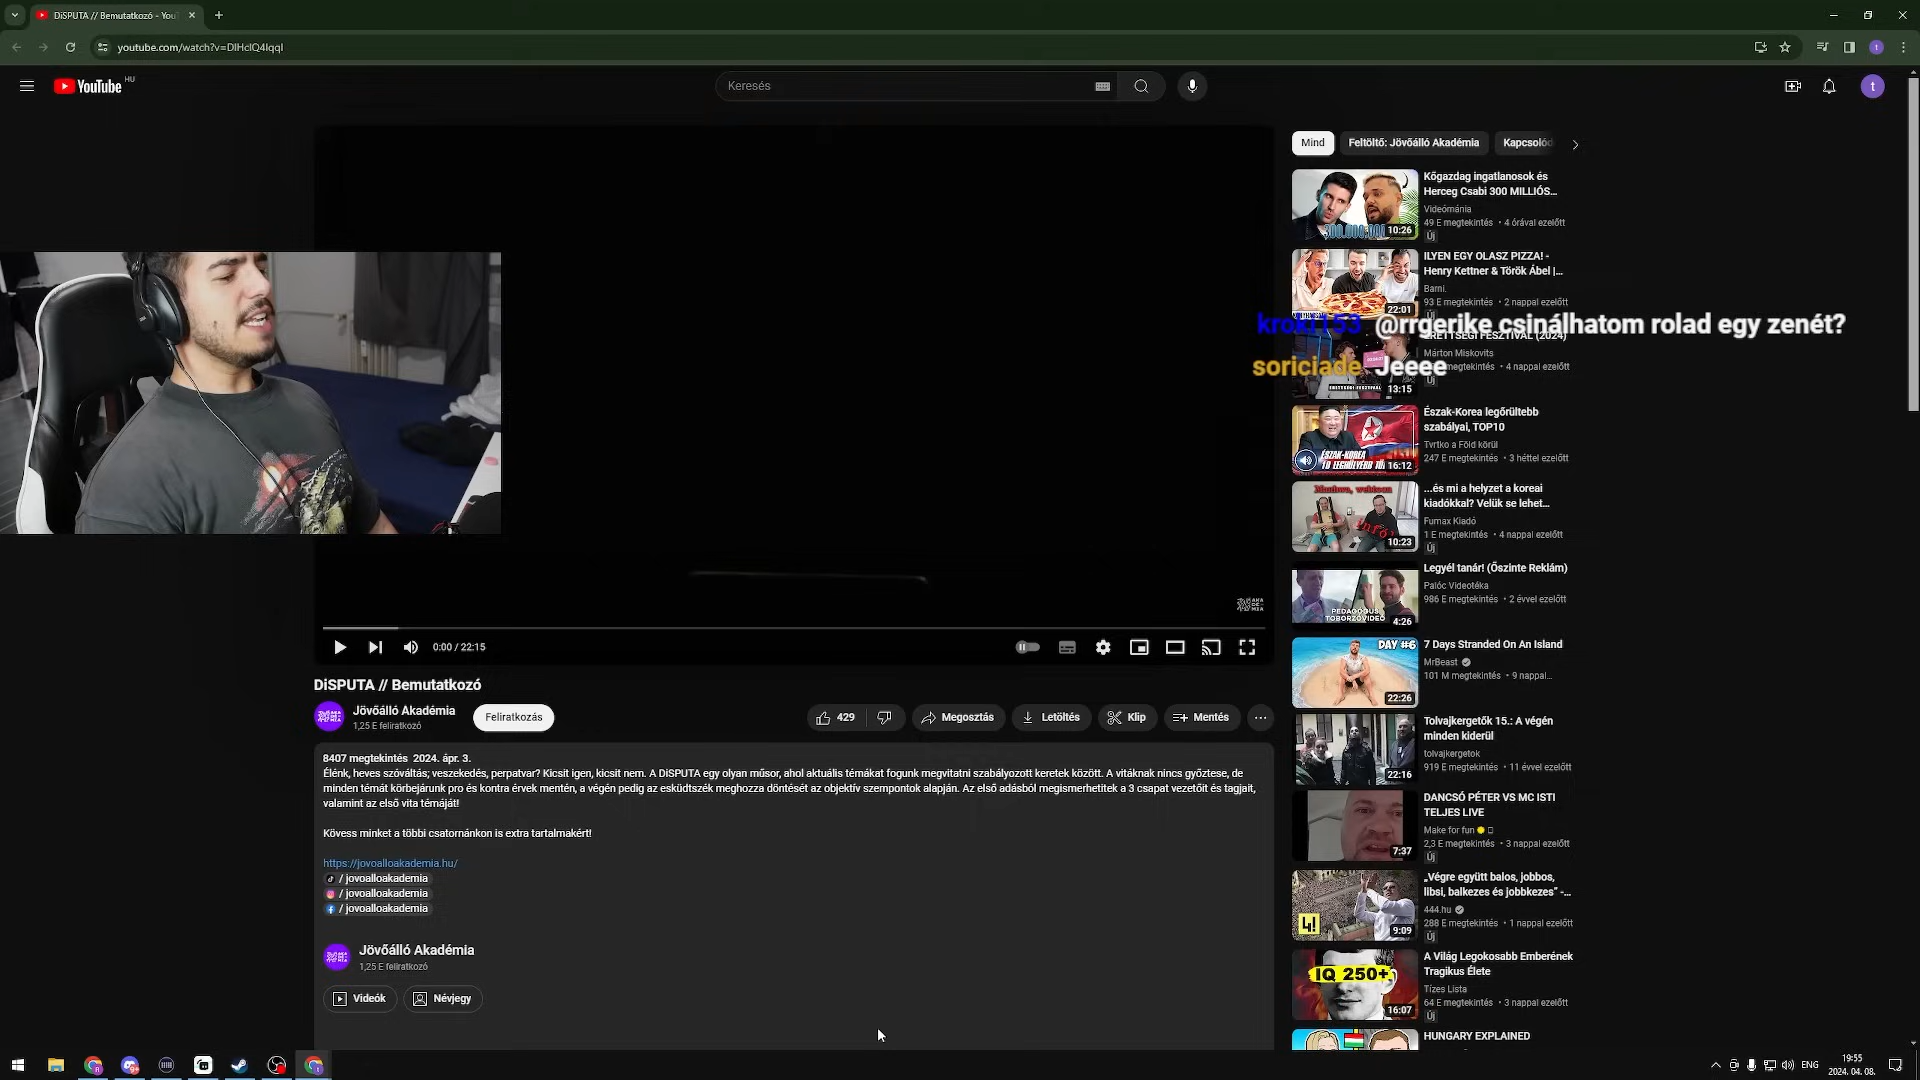 DiSPUTA // Bemutatkozó - You
youtube.com/watch?v=DlHclQ4lqqI
YouTube HU
Keresés
t
Mind
Feltöltő: Jövőálló Akadémia
Kapcsolód
Kőgazdag ingatlanosok és
Herceg Csabi 300 MILLIÓS...
Videómánia
49 E megtekintés • 4 órával ezelőtt
Új
10:26
ILYEN EGY OLASZ PIZZA! -
Henry Kettner & Török Ábel |...
Barni.
93 E megtekintés • 2 nappal ezelőtt
22:01
kroki153 @rrgerike csinálhatom rolad egy zenét?
soriciade Jeeee
ÉRETTSÉGI FESZTIVÁL (2024)
Márton Miskovits
megtekintés • 4 nappal ezelőtt
Új
13:15
Észak-Korea legőrültebb
szabályai, TOP10
Tvrtko a Föld körül
247 E megtekintés • 3 héttel ezelőtt
16:12
...és mi a helyzet a koreai
kiadókkal? Velük se lehet...
Fumax Kiadó
1 E megtekintés • 4 nappal ezelőtt
Új
10:23
Legyél tanár! (Őszinte Reklám)
Palóc Videotéka
986 E megtekintés • 2 évvel ezelőtt
PEDAGÓGUS
TOBORZÓVIDEÓ
4:26
7 Days Stranded On An Island
MrBeast
101 M megtekintés • 9 nappal...
DAY #6
22:26
Tolvajkergetők 15.: A végén
minden kiderül
tolvajkergetok
919 E megtekintés • 11 évvel ezelőtt
22:16
DANCSÓ PÉTER VS MC ISTI
TELJES LIVE
Make for fun
2,3 E megtekintés • 3 nappal ezelőtt
Új
7:37
„Végre együtt balos, jobbos,
libsi, balkezes és jobbkezes” -...
444.hu
288 E megtekintés • 1 nappal ezelőtt
Új
9:09
A Világ Legokosabb Emberének
Tragikus Élete
Tízes Lista
64 E megtekintés • 3 nappal ezelőtt
Új
IQ 250+
16:07
HUNGARY EXPLAINED
0:00 / 22:15
DiSPUTA // Bemutatkozó
Jövőálló Akadémia
1,25 E feliratkozó
Feliratkozás
429
Megosztás
Letöltés
Klip
Mentés
8407 megtekintés 2024. ápr. 3.
Élénk, heves szóváltás; veszekedés, perpatvar? Kicsit igen, kicsit nem. A DiSPUTA egy olyan műsor, ahol aktuális témákat fogunk megvitatni szabályozott keretek között. A vitáknak nincs győztese, de
minden témát körbejárunk pro és kontra érvek mentén, a végén pedig az esküdtszék meghozza döntését az objektív szempontok alapján. Az első adásból megismerhetitek a 3 csapat vezetőit és tagjait,
valamint az első vita témáját!
Kövess minket a többi csatornánkon is extra tartalmakért!
https://jovoalloakademia.hu/
/ jovoalloakademia
/ jovoalloakademia
/ jovoalloakademia
Jövőálló Akadémia
1,25 E feliratkozó
Videók
Névjegy
ENG
19:55
2024. 04. 08.